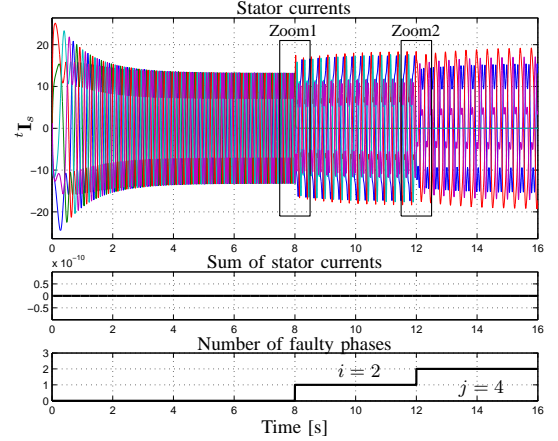 Stator currents
Zoom1
Zoom2
20
10
0
−10
−20
ᵗIₛ
0 2 4 6 8 10 12 14 16
x 10⁻¹⁰
Sum of stator currents
0.5
0
−0.5
0 2 4 6 8 10 12 14 16
Number of faulty phases
3
2
1
0
i = 2
j = 4
0 2 4 6 8 10 12 14 16
Time [s]